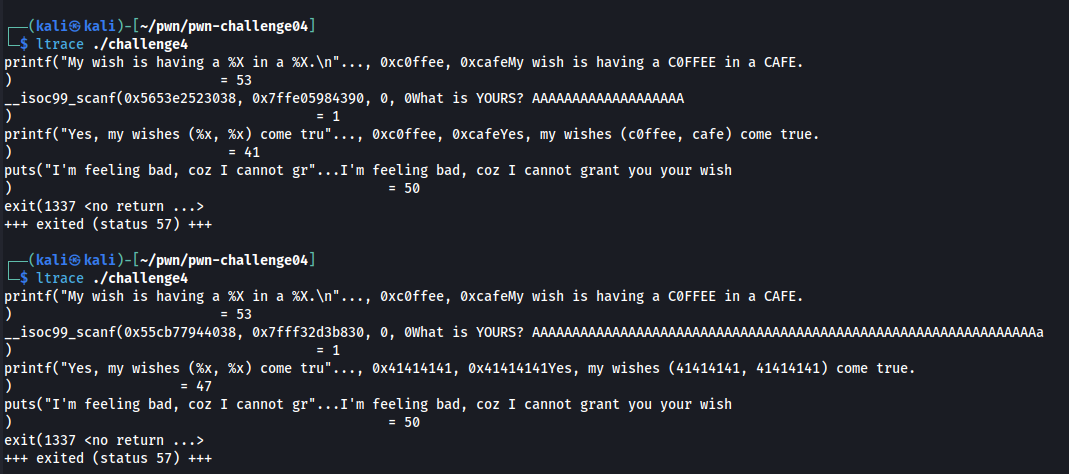 ┌──(kali㉿kali)-[~/pwn/pwn-challenge04]
└─$ ltrace ./challenge4
printf("My wish is having a %X in a %X.\n"..., 0xc0ffee, 0xcafeMy wish is having a C0FFEE in a CAFE.
) = 53
__isoc99_scanf(0x5653e2523038, 0x7ffe05984390, 0, 0What is YOURS? AAAAAAAAAAAAAAAAAAA
) = 1
printf("Yes, my wishes (%x, %x) come tru"..., 0xc0ffee, 0xcafeYes, my wishes (c0ffee, cafe) come true.
) = 41
puts("I'm feeling bad, coz I cannot gr"...I'm feeling bad, coz I cannot grant you your wish
) = 50
exit(1337 <no return ...>
+++ exited (status 57) +++
┌──(kali㉿kali)-[~/pwn/pwn-challenge04]
└─$ ltrace ./challenge4
printf("My wish is having a %X in a %X.\n"..., 0xc0ffee, 0xcafeMy wish is having a C0FFEE in a CAFE.
) = 53
__isoc99_scanf(0x55cb77944038, 0x7fff32d3b830, 0, 0What is YOURS? AAAAAAAAAAAAAAAAAAAAAAAAAAAAAAAAAAAAAAAAAAAAAAAAAAAAAAAAAAAAAAAa
) = 1
printf("Yes, my wishes (%x, %x) come tru"..., 0x41414141, 0x41414141Yes, my wishes (41414141, 41414141) come true.
) = 47
puts("I'm feeling bad, coz I cannot gr"...I'm feeling bad, coz I cannot grant you your wish
) = 50
exit(1337 <no return ...>
+++ exited (status 57) +++